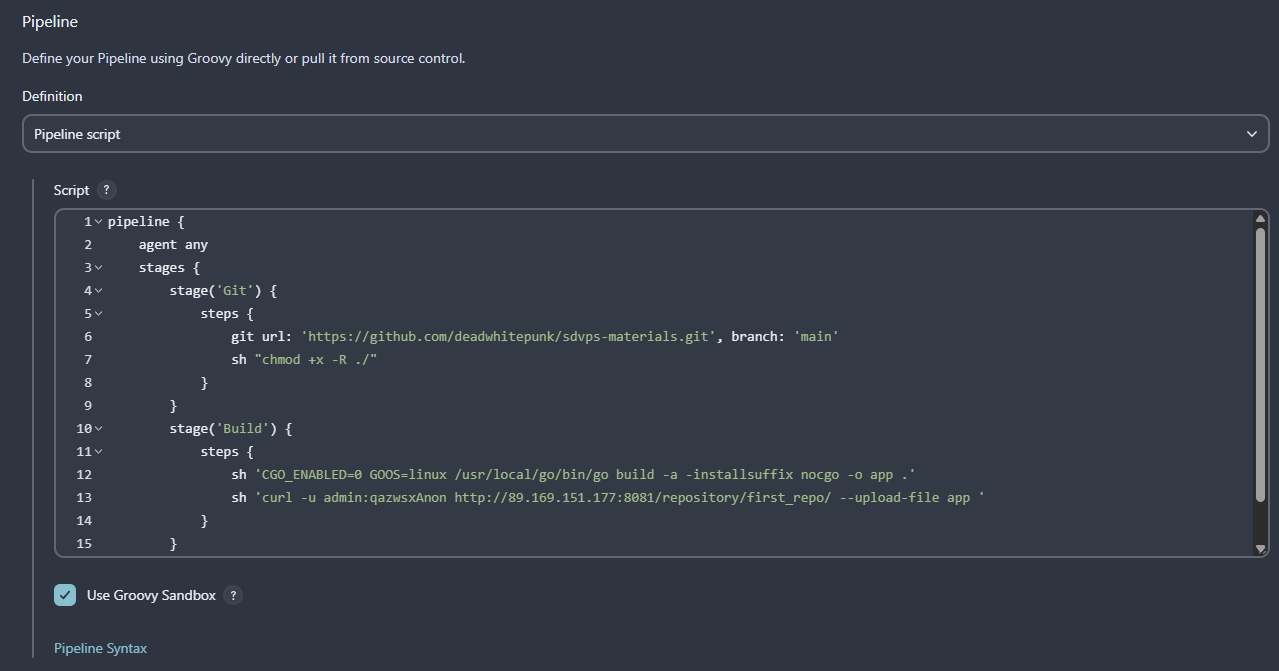 Pipeline
Define your Pipeline using Groovy directly or pull it from source control.
Definition
Pipeline script
Script ?
1 pipeline {
2     agent any
3     stages {
4         stage('Git') {
5             steps {
6                 git url: 'https://github.com/deadwhitepunk/sdvps-materials.git', branch: 'main'
7                 sh "chmod +x -R ./"
8             }
9         }
10         stage('Build') {
11             steps {
12                 sh 'CGO_ENABLED=0 GOOS=linux /usr/local/go/bin/go build -a -installsuffix nocgo -o app .'
13                 sh 'curl -u admin:qazwsxAnon http://89.169.151.177:8081/repository/first_repo/ --upload-file app '
14             }
15         }
Use Groovy Sandbox ?
Pipeline Syntax